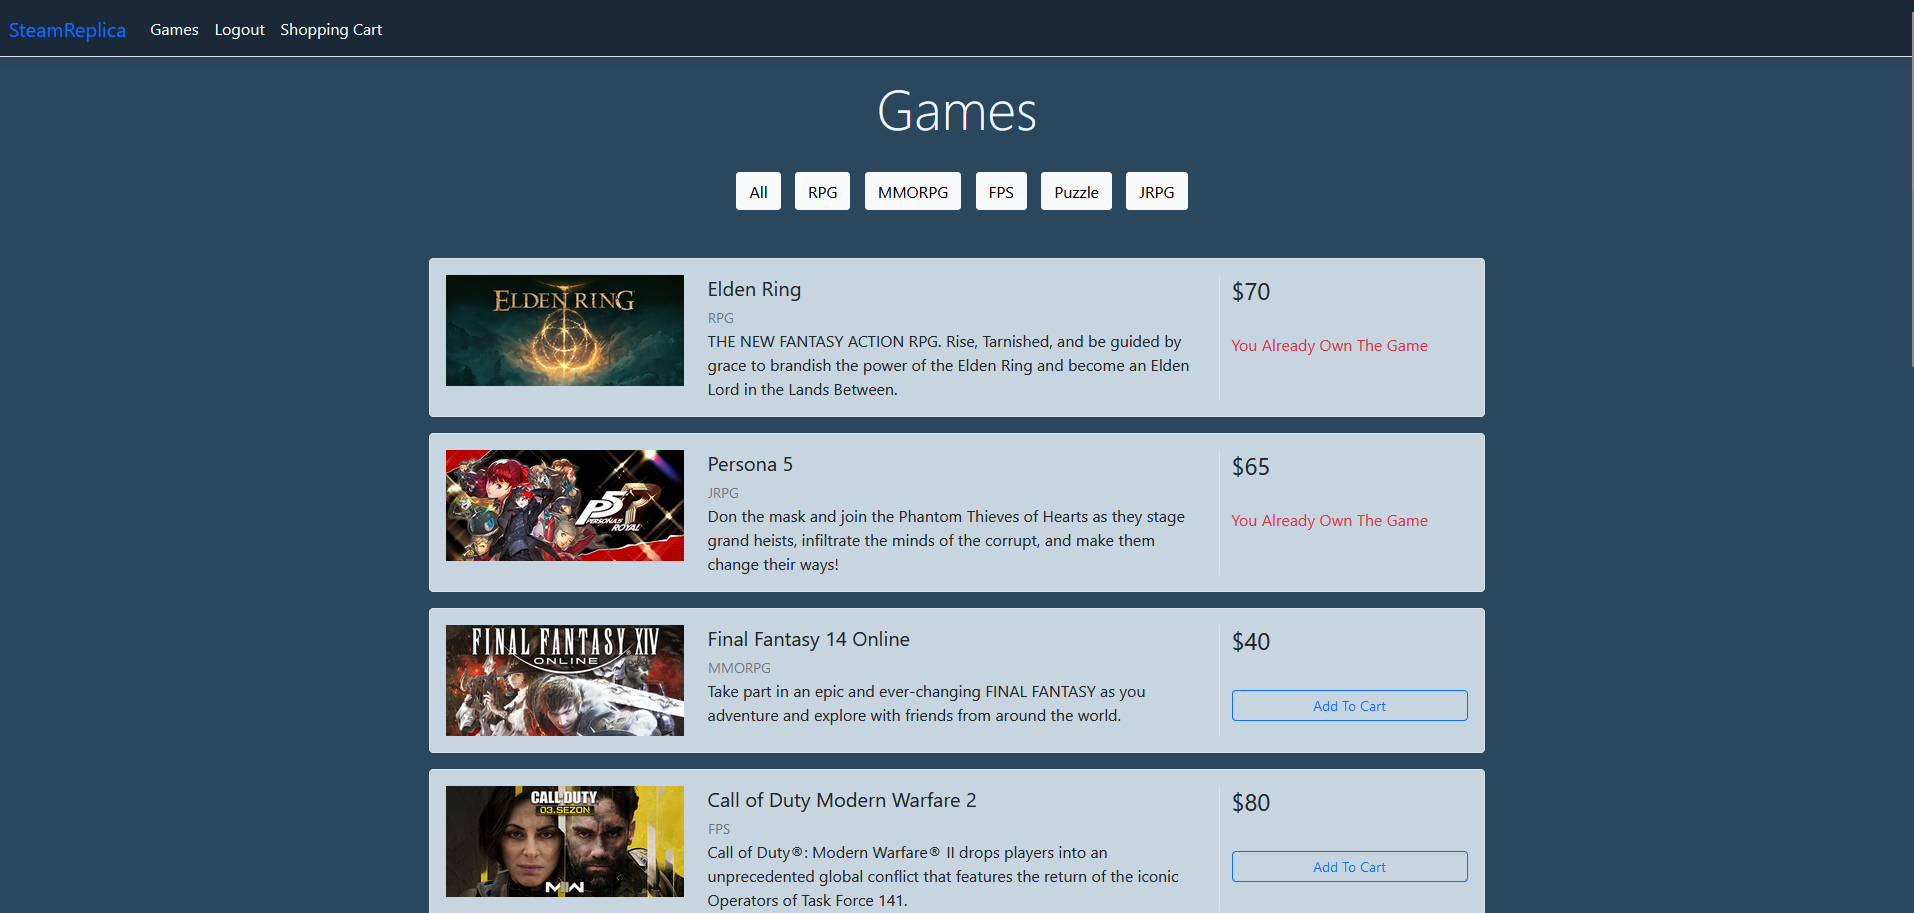 SteamReplica Games Logout Shopping Cart
Games
All RPG MMORPG FPS Puzzle JRPG
ELDEN RING
Elden Ring
RPG
THE NEW FANTASY ACTION RPG. Rise, Tarnished, and be guided by
grace to brandish the power of the Elden Ring and become an Elden
Lord in the Lands Between.
$70
You Already Own The Game
P5R
PERSONA5
ROYAL
Persona 5
JRPG
Don the mask and join the Phantom Thieves of Hearts as they stage
grand heists, infiltrate the minds of the corrupt, and make them
change their ways!
$65
You Already Own The Game
FINAL FANTASY XIV
ONLINE
Final Fantasy 14 Online
MMORPG
Take part in an epic and ever-changing FINAL FANTASY as you
adventure and explore with friends from around the world.
$40
Add To Cart
CALL OF DUTY
03.SEZON
MWII
Call of Duty Modern Warfare 2
FPS
Call of Duty®: Modern Warfare® II drops players into an
unprecedented global conflict that features the return of the iconic
Operators of Task Force 141.
$80
Add To Cart